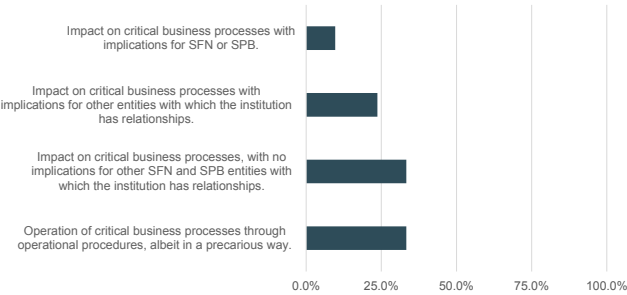 Impact on critical business processes with
implications for SFN or SPB.
Impact on critical business processes with
implications for other entities with which the institution
has relationships.
Impact on critical business processes, with no
implications for other SFN and SPB entities with
which the institution has relationships.
Operation of critical business processes through
operational procedures, albeit in a precarious way.
0.0% 25.0% 50.0% 75.0% 100.0%